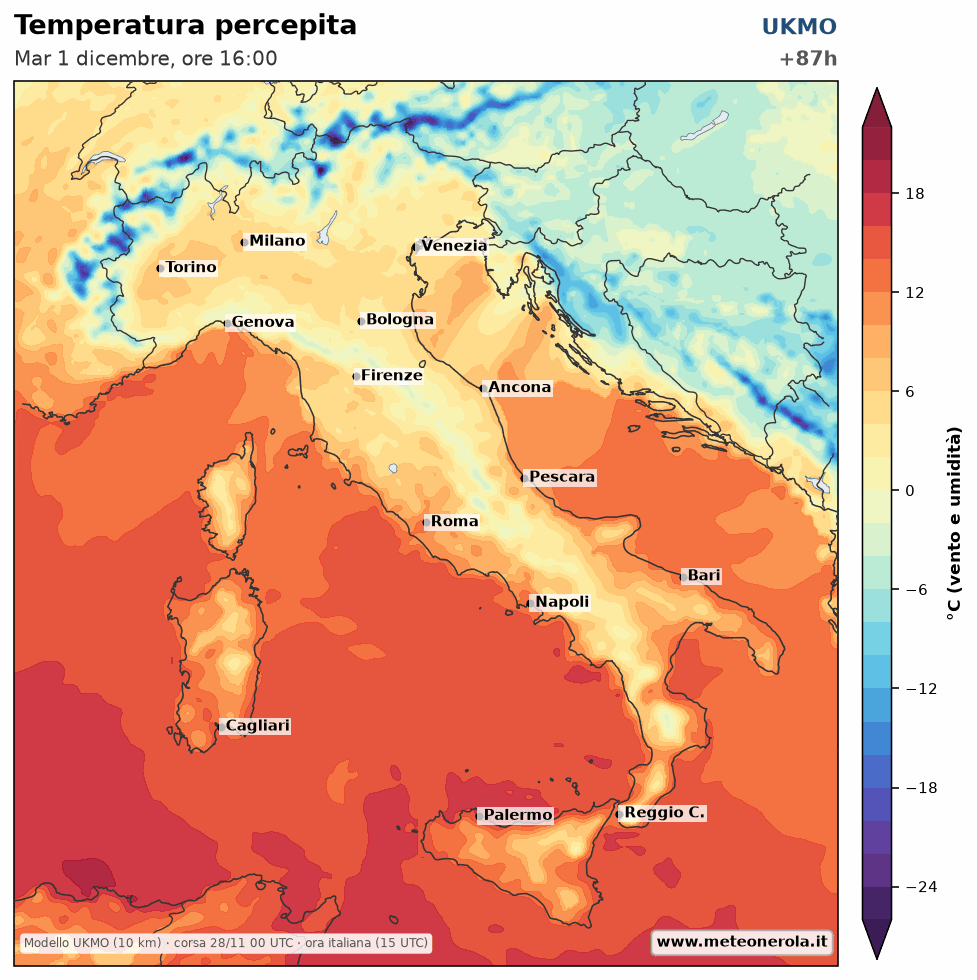 Temperatura percepita
UKMO
Mar 1 dicembre, ore 16:00
+87h
Milano
Venezia
Torino
Genova
Bologna
Firenze
Ancona
Pescara
Roma
Bari
Napoli
Cagliari
Palermo
Reggio C.
18
12
6
0
−6
−12
−18
−24
°C (vento e umidità)
Modello UKMO (10 km) · corsa 28/11 00 UTC · ora italiana (15 UTC)
www.meteonerola.it